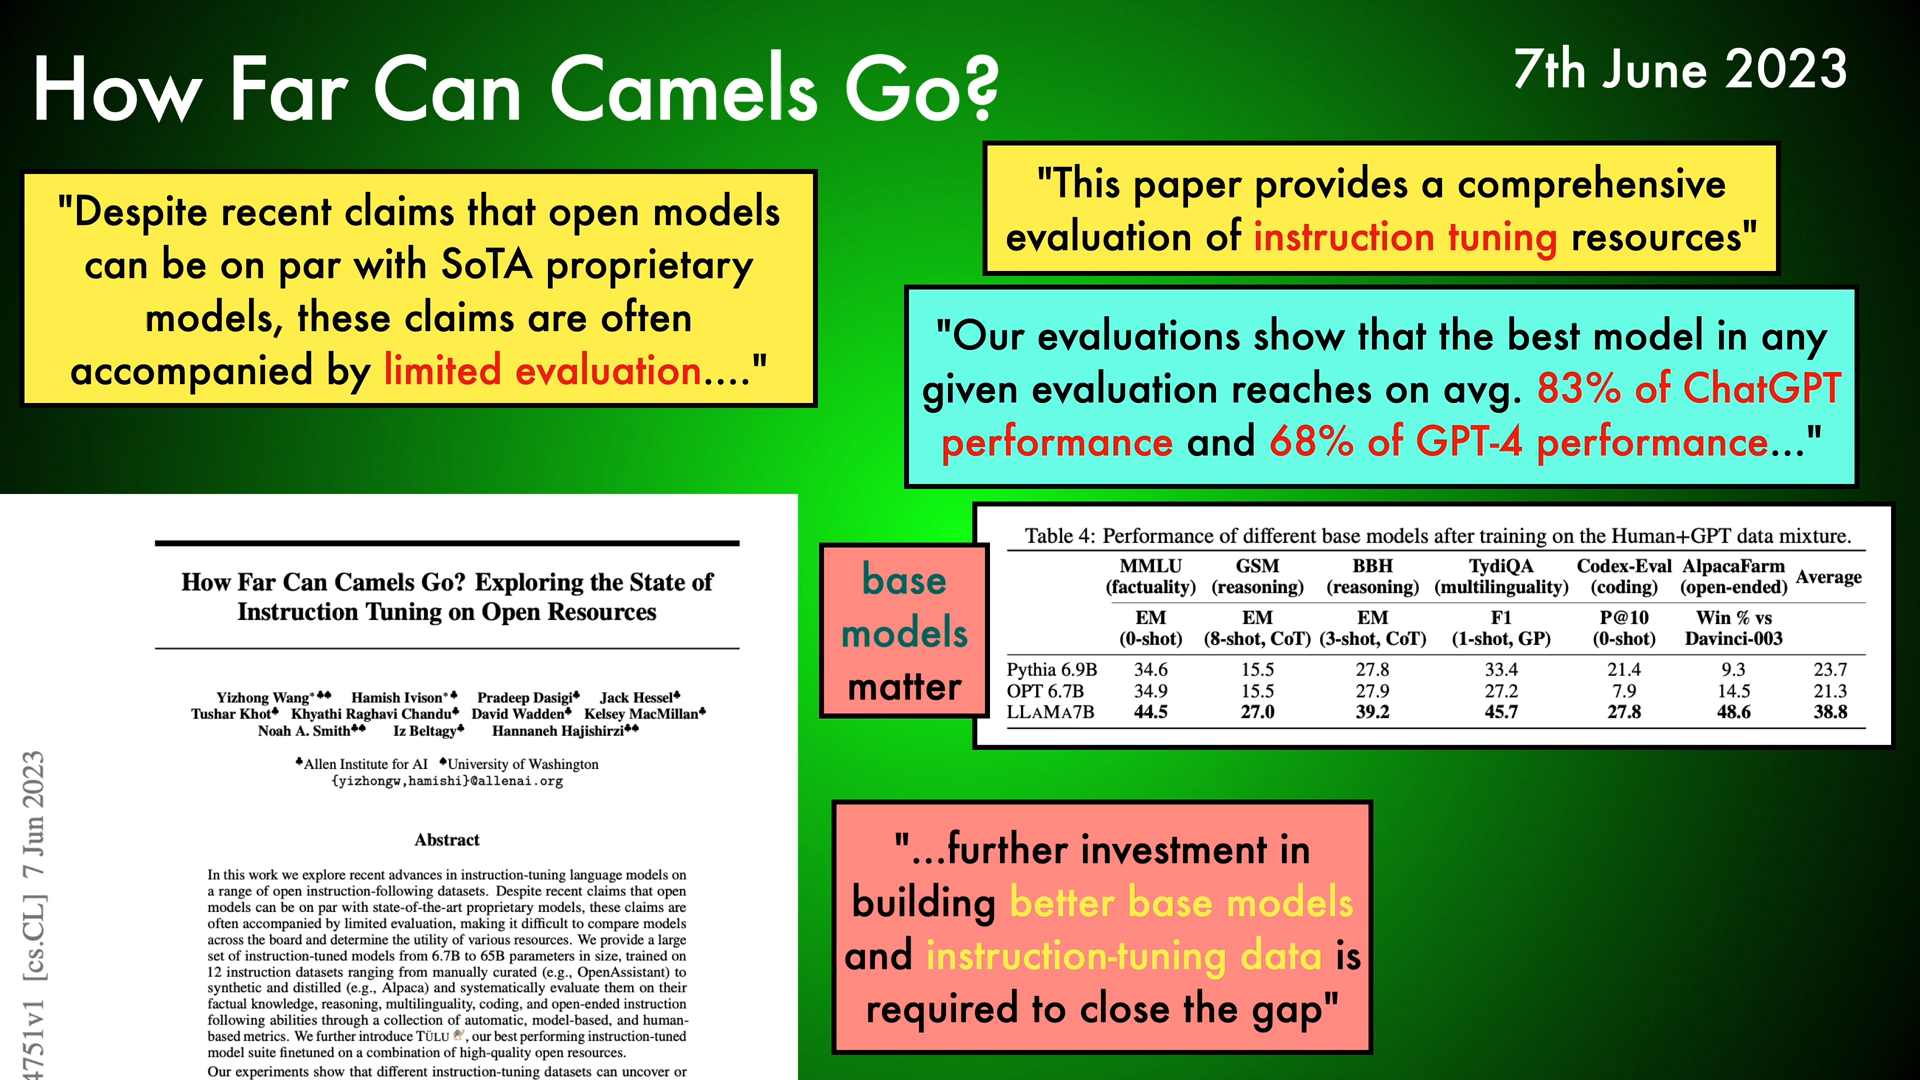 How Far Can Camels Go?
7th June 2023
"Despite recent claims that open models
can be on par with SoTA proprietary
models, these claims are often
accompanied by limited evaluation...."
"This paper provides a comprehensive
evaluation of instruction tuning resources"
"Our evaluations show that the best model in any
given evaluation reaches on avg. 83% of ChatGPT
performance and 68% of GPT-4 performance..."
base
models
matter
Table 4: Performance of different base models after training on the Human+GPT data mixture.
MMLU GSM BBH TydiQA Codex-Eval AlpacaFarm Average
(factuality) (reasoning) (reasoning) (multilinguality) (coding) (open-ended)
EM EM EM F1 P@10 Win % vs
(0-shot) (8-shot, CoT) (3-shot, CoT) (1-shot, GP) (0-shot) Davinci-003
Pythia 6.9B 34.6 15.5 27.8 33.4 21.4 9.3 23.7
OPT 6.7B 34.9 15.5 27.9 27.2 7.9 14.5 21.3
LLAMA7B 44.5 27.0 39.2 45.7 27.8 48.6 38.8
"...further investment in
building better base models
and instruction-tuning data is
required to close the gap"
How Far Can Camels Go? Exploring the State of
Instruction Tuning on Open Resources
Yizhong Wang*♣♠ Hamish Ivison*♣ Pradeep Dasigi♣ Jack Hessel♣
Tushar Khot♣ Khyathi Raghavi Chandu♣ David Wadden♣ Kelsey MacMillan♣
Noah A. Smith♣♠ Iz Beltagy♣ Hannaneh Hajishirzi♣♠
♣Allen Institute for AI ♠University of Washington
{yizhongw,hamishi}@allenai.org
Abstract
In this work we explore recent advances in instruction-tuning language models on
a range of open instruction-following datasets. Despite recent claims that open
models can be on par with state-of-the-art proprietary models, these claims are
often accompanied by limited evaluation, making it difficult to compare models
across the board and determine the utility of various resources. We provide a large
set of instruction-tuned models from 6.7B to 65B parameters in size, trained on
12 instruction datasets ranging from manually curated (e.g., OpenAssistant) to
synthetic and distilled (e.g., Alpaca) and systematically evaluate them on their
factual knowledge, reasoning, multilinguality, coding, and open-ended instruction
following abilities through a collection of automatic, model-based, and human-
based metrics. We further introduce TÜLU, our best performing instruction-tuned
model suite finetuned on a combination of high-quality open resources.
Our experiments show that different instruction-tuning datasets can uncover or
4751v1 [cs.CL] 7 Jun 2023